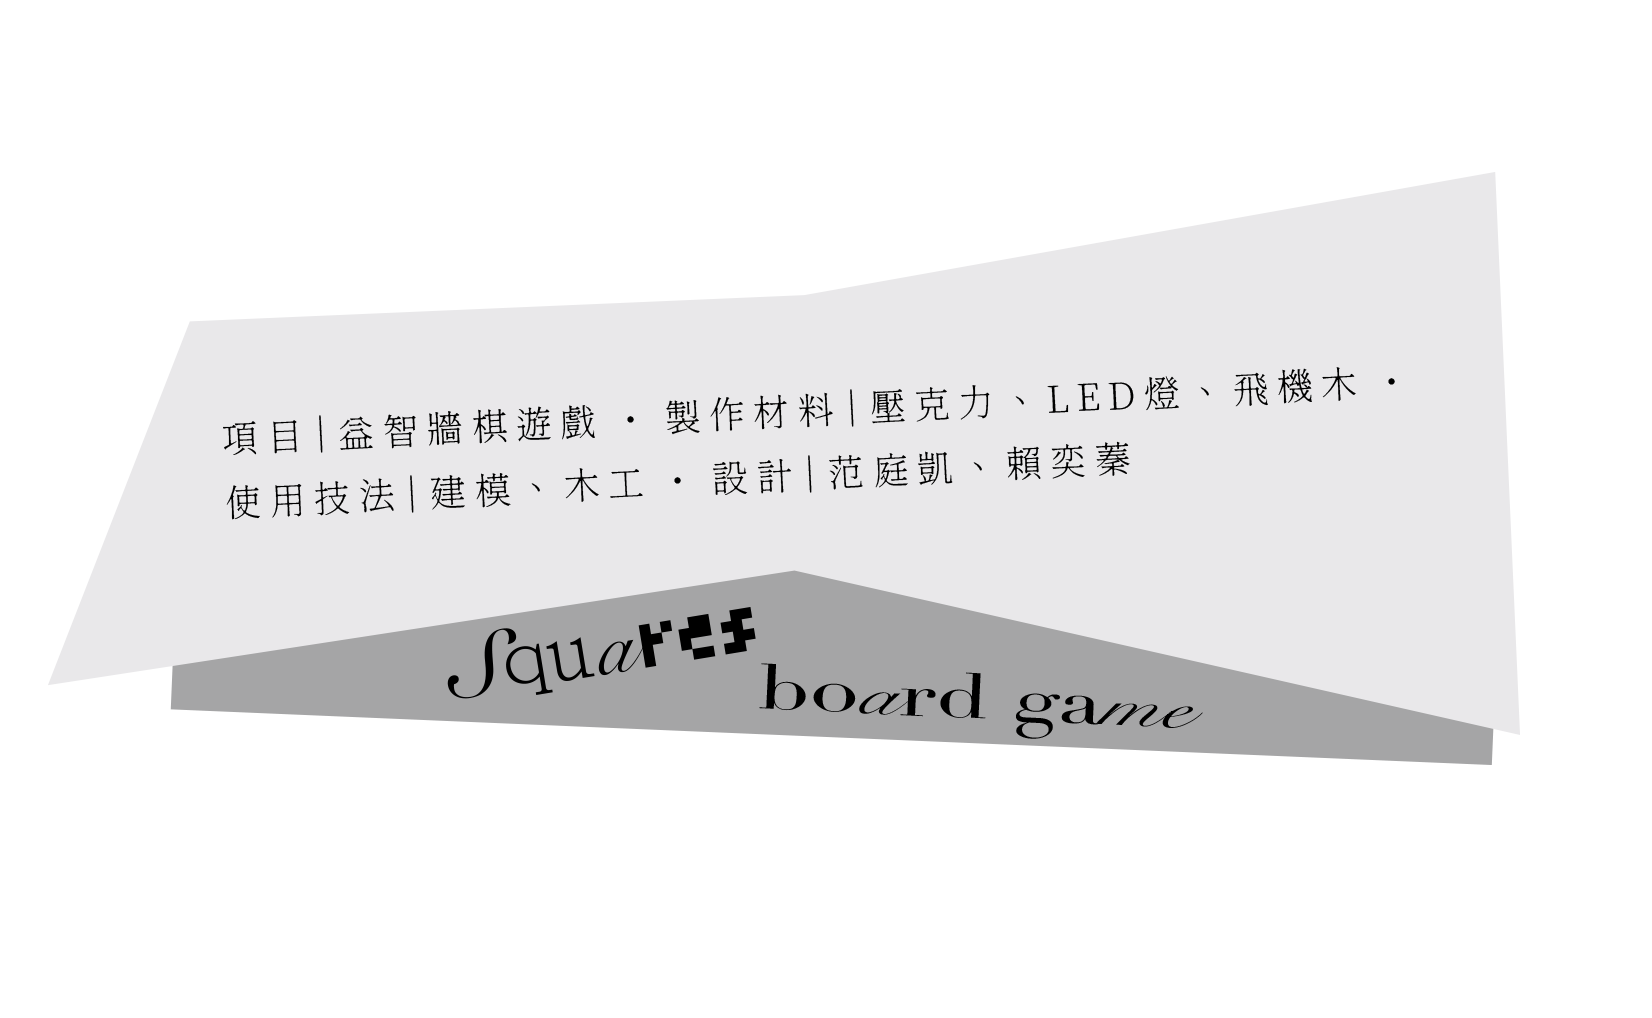 項目|益智牆棋遊戲・製作材料|壓克力、LED燈、飛機木・
使用技法|建模、木工・設計|范庭凱、賴奕蓁
Squares
board game